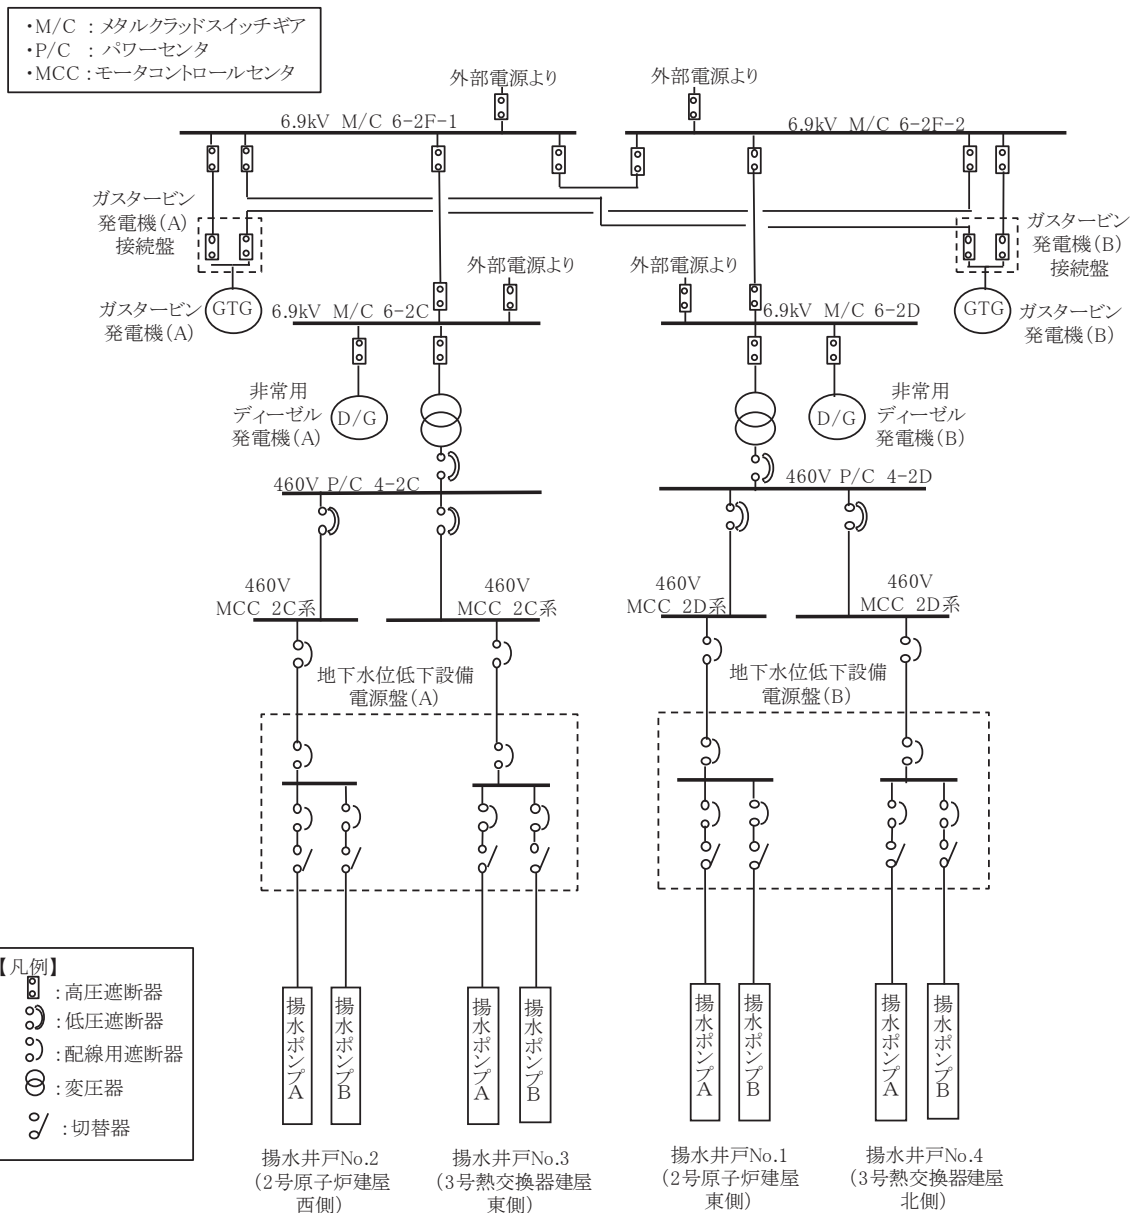 ・M/C : メタルクラッドスイッチギア
・P/C : パワーセンタ
・MCC : モータコントロールセンタ
外部電源より
外部電源より
6.9kV M/C 6-2F-1
6.9kV M/C 6-2F-2
ガスタービン
発電機(A)
接続盤
ガスタービン
発電機(B)
接続盤
外部電源より
外部電源より
ガスタービン
発電機(A)
GTG
6.9kV M/C 6-2C
6.9kV M/C 6-2D
GTG
ガスタービン
発電機(B)
非常用
ディーゼル
発電機(A)
D/G
D/G
非常用
ディーゼル
発電機(B)
460V P/C 4-2C
460V P/C 4-2D
460V
MCC 2C系
460V
MCC 2C系
460V
MCC 2D系
460V
MCC 2D系
地下水位低下設備
電源盤(A)
地下水位低下設備
電源盤(B)
【凡例】
:高圧遮断器
:低圧遮断器
:配線用遮断器
:変圧器
:切替器
揚水ポンプA
揚水ポンプB
揚水ポンプA
揚水ポンプB
揚水ポンプA
揚水ポンプB
揚水ポンプA
揚水ポンプB
揚水井戸No.2
(2号原子炉建屋
西側)
揚水井戸No.3
(3号熱交換器建屋
東側)
揚水井戸No.1
(2号原子炉建屋
東側)
揚水井戸No.4
(3号熱交換器建屋
北側)